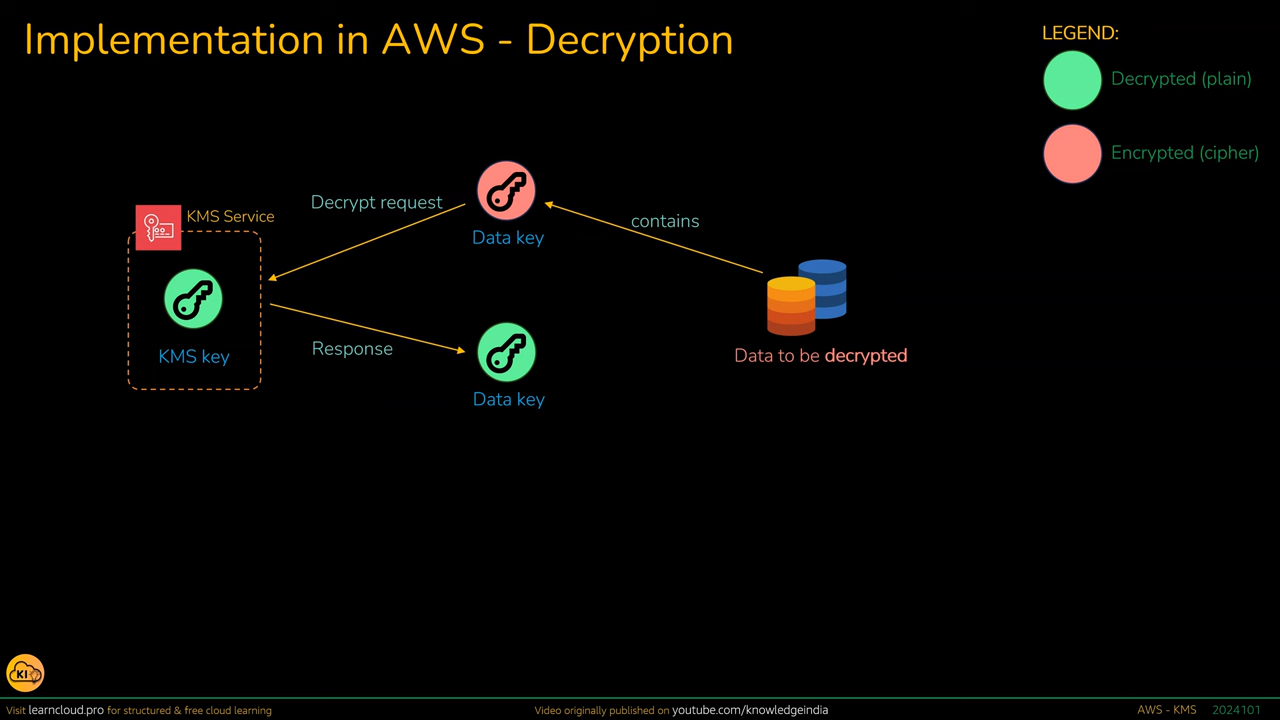 Implementation in AWS - Decryption
LEGEND:
Decrypted (plain)
Encrypted (cipher)
KMS Service
Decrypt request
contains
Data key
KMS key
Response
Data to be decrypted
Data key
KI
Visit learncloud.pro for structured & free cloud learning
Video originally published on youtube.com/knowledgeindia
AWS - KMS
2024101